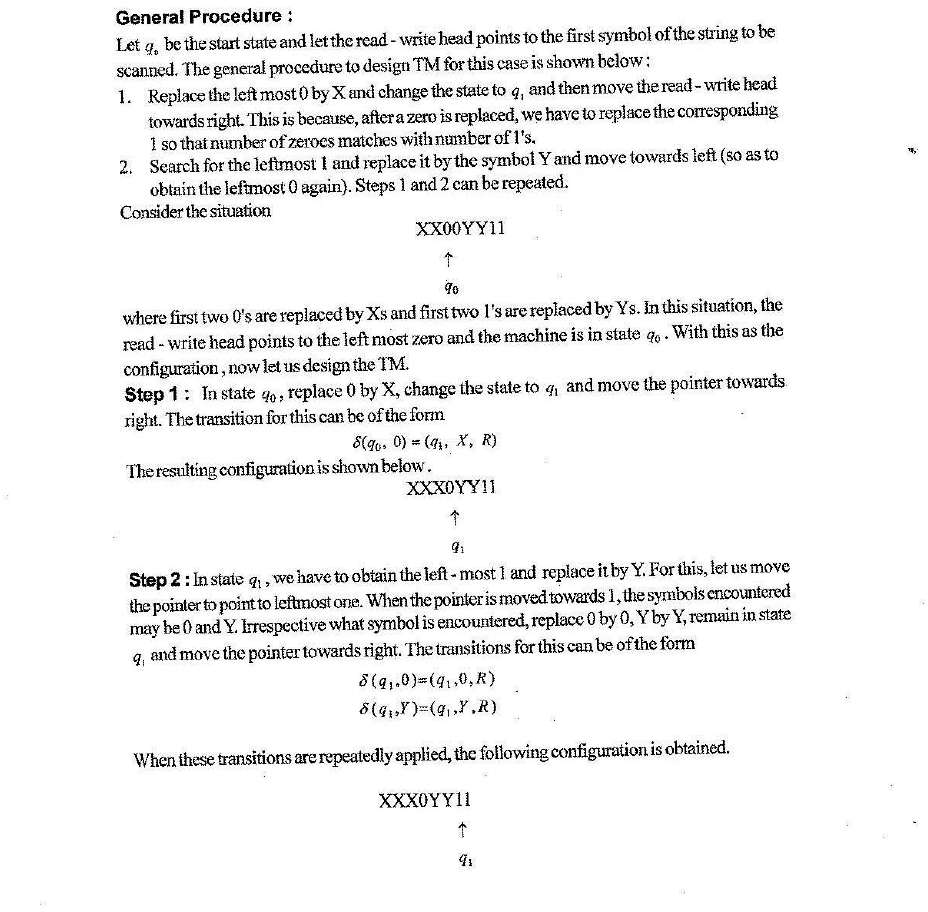 General Procedure :
Let q₀ be the start state and let the read - write head points to the first symbol of the string to be
scanned. The general procedure to design TM for this case is shown below :
1. Replace the left most 0 by X and change the state to q₁ and then move the read - write head
towards right. This is because, after a zero is replaced, we have to replace the corresponding
1 so that number of zeroes matches with number of 1's.
2. Search for the leftmost 1 and replace it by the symbol Y and move towards left (so as to
obtain the leftmost 0 again). Steps 1 and 2 can be repeated.
Consider the situation
XX00YY11
↑
q₀
where first two 0's are replaced by Xs and first two 1's are replaced by Ys. In this situation, the
read - write head points to the left most zero and the machine is in state q₀ . With this as the
configuration , now let us design the TM.
Step 1 : In state q₀ , replace 0 by X, change the state to q₁ and move the pointer towards
right. The transition for this can be of the form
δ(q₀, 0) = (q₁, X, R)
The resulting configuration is shown below .
XXX0YY11
↑
q₁
Step 2 : In state q₁ , we have to obtain the left - most 1 and replace it by Y. For this, let us move
the pointer to point to leftmost one. When the pointer is moved towards 1, the symbols encountered
may be 0 and Y. Irrespective what symbol is encountered, replace 0 by 0, Y by Y, remain in state
q₁ and move the pointer towards right. The transitions for this can be of the form
δ (q₁,0)=(q₁ ,0,R)
δ (q₁,Y)=(q₁ ,Y ,R)
When these transitions are repeatedly applied, the following configuration is obtained.
XXX0YY11
↑
q₁